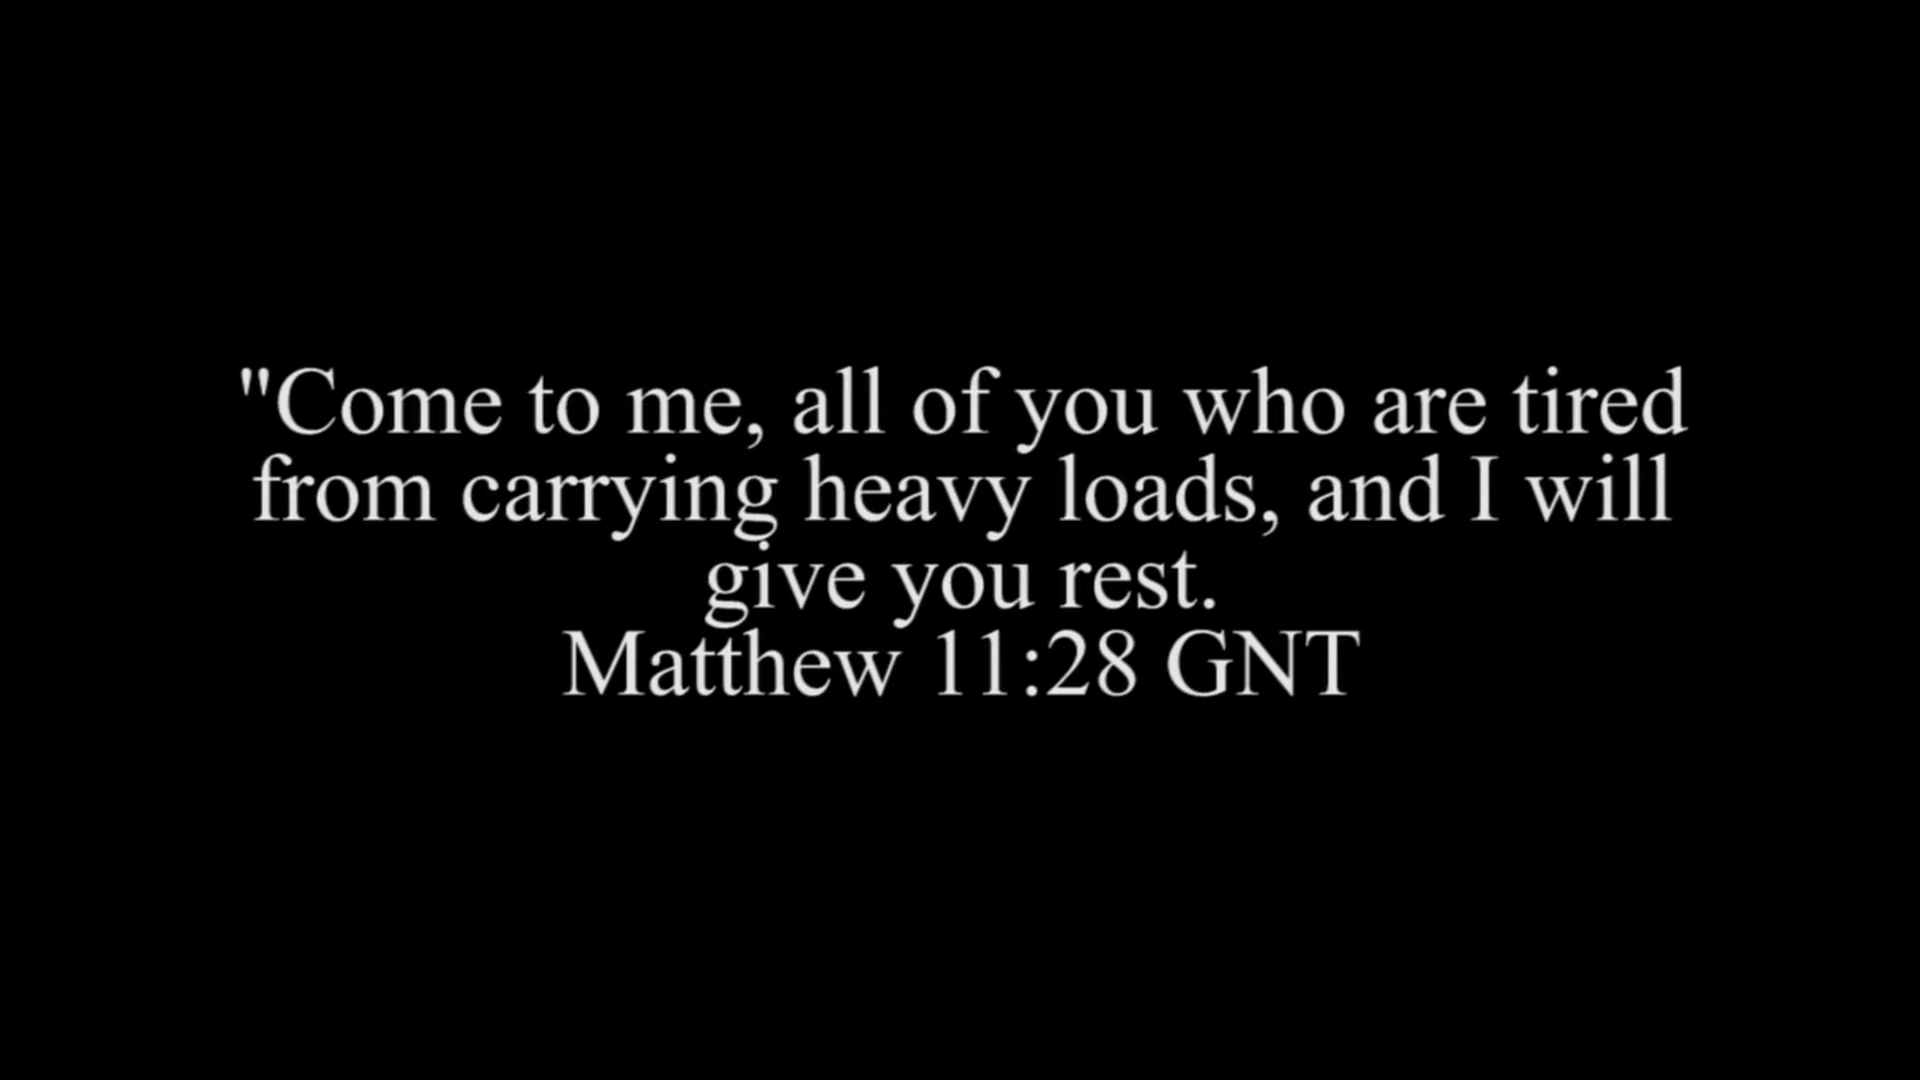 "Come to me, all of you who are tired
from carrying heavy loads, and I will
give you rest.
Matthew 11:28 GNT